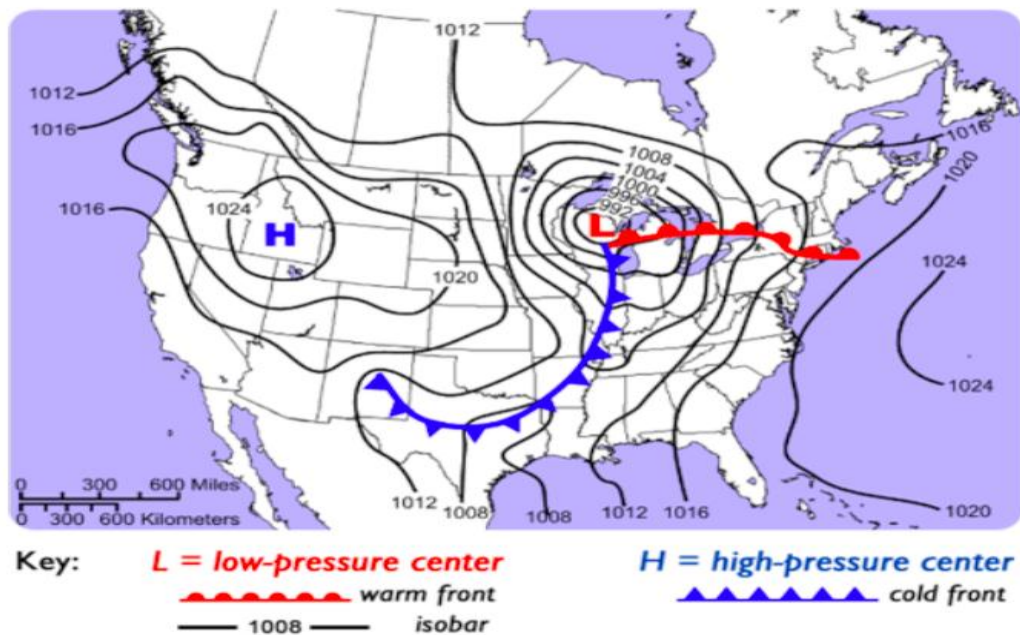 1012
1012
1016
1008
1004
1000
996
992
L
1016
1020
1016
1024
H
1020
1024
1024
1020
0 300 600 Miles
0 300 600 Kilometers
1012
1008
1008
1012
1016
Key:
L = low-pressure center
H = high-pressure center
warm front
cold front
1008
isobar